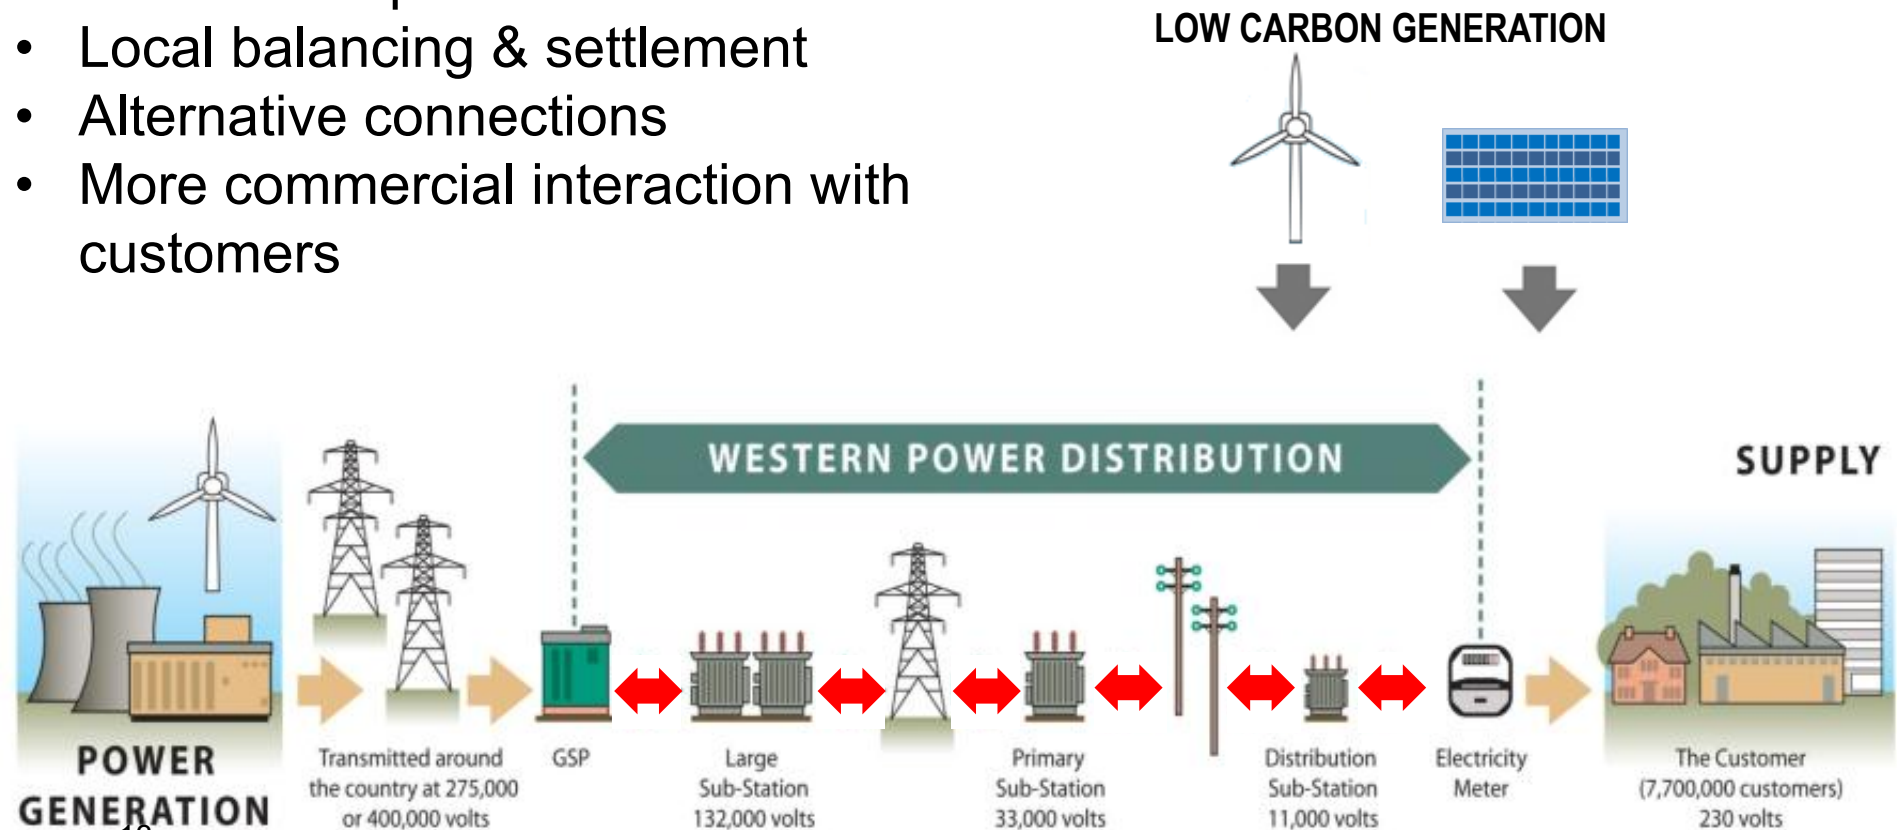 • Local balancing & settlement
• Alternative connections
• More commercial interaction with
customers
LOW CARBON GENERATION
WESTERN POWER DISTRIBUTION
SUPPLY
POWER
GENERATION
Transmitted around
the country at 275,000
or 400,000 volts
GSP
Large
Sub-Station
132,000 volts
Primary
Sub-Station
33,000 volts
Distribution
Sub-Station
11,000 volts
Electricity
Meter
The Customer
(7,700,000 customers)
230 volts